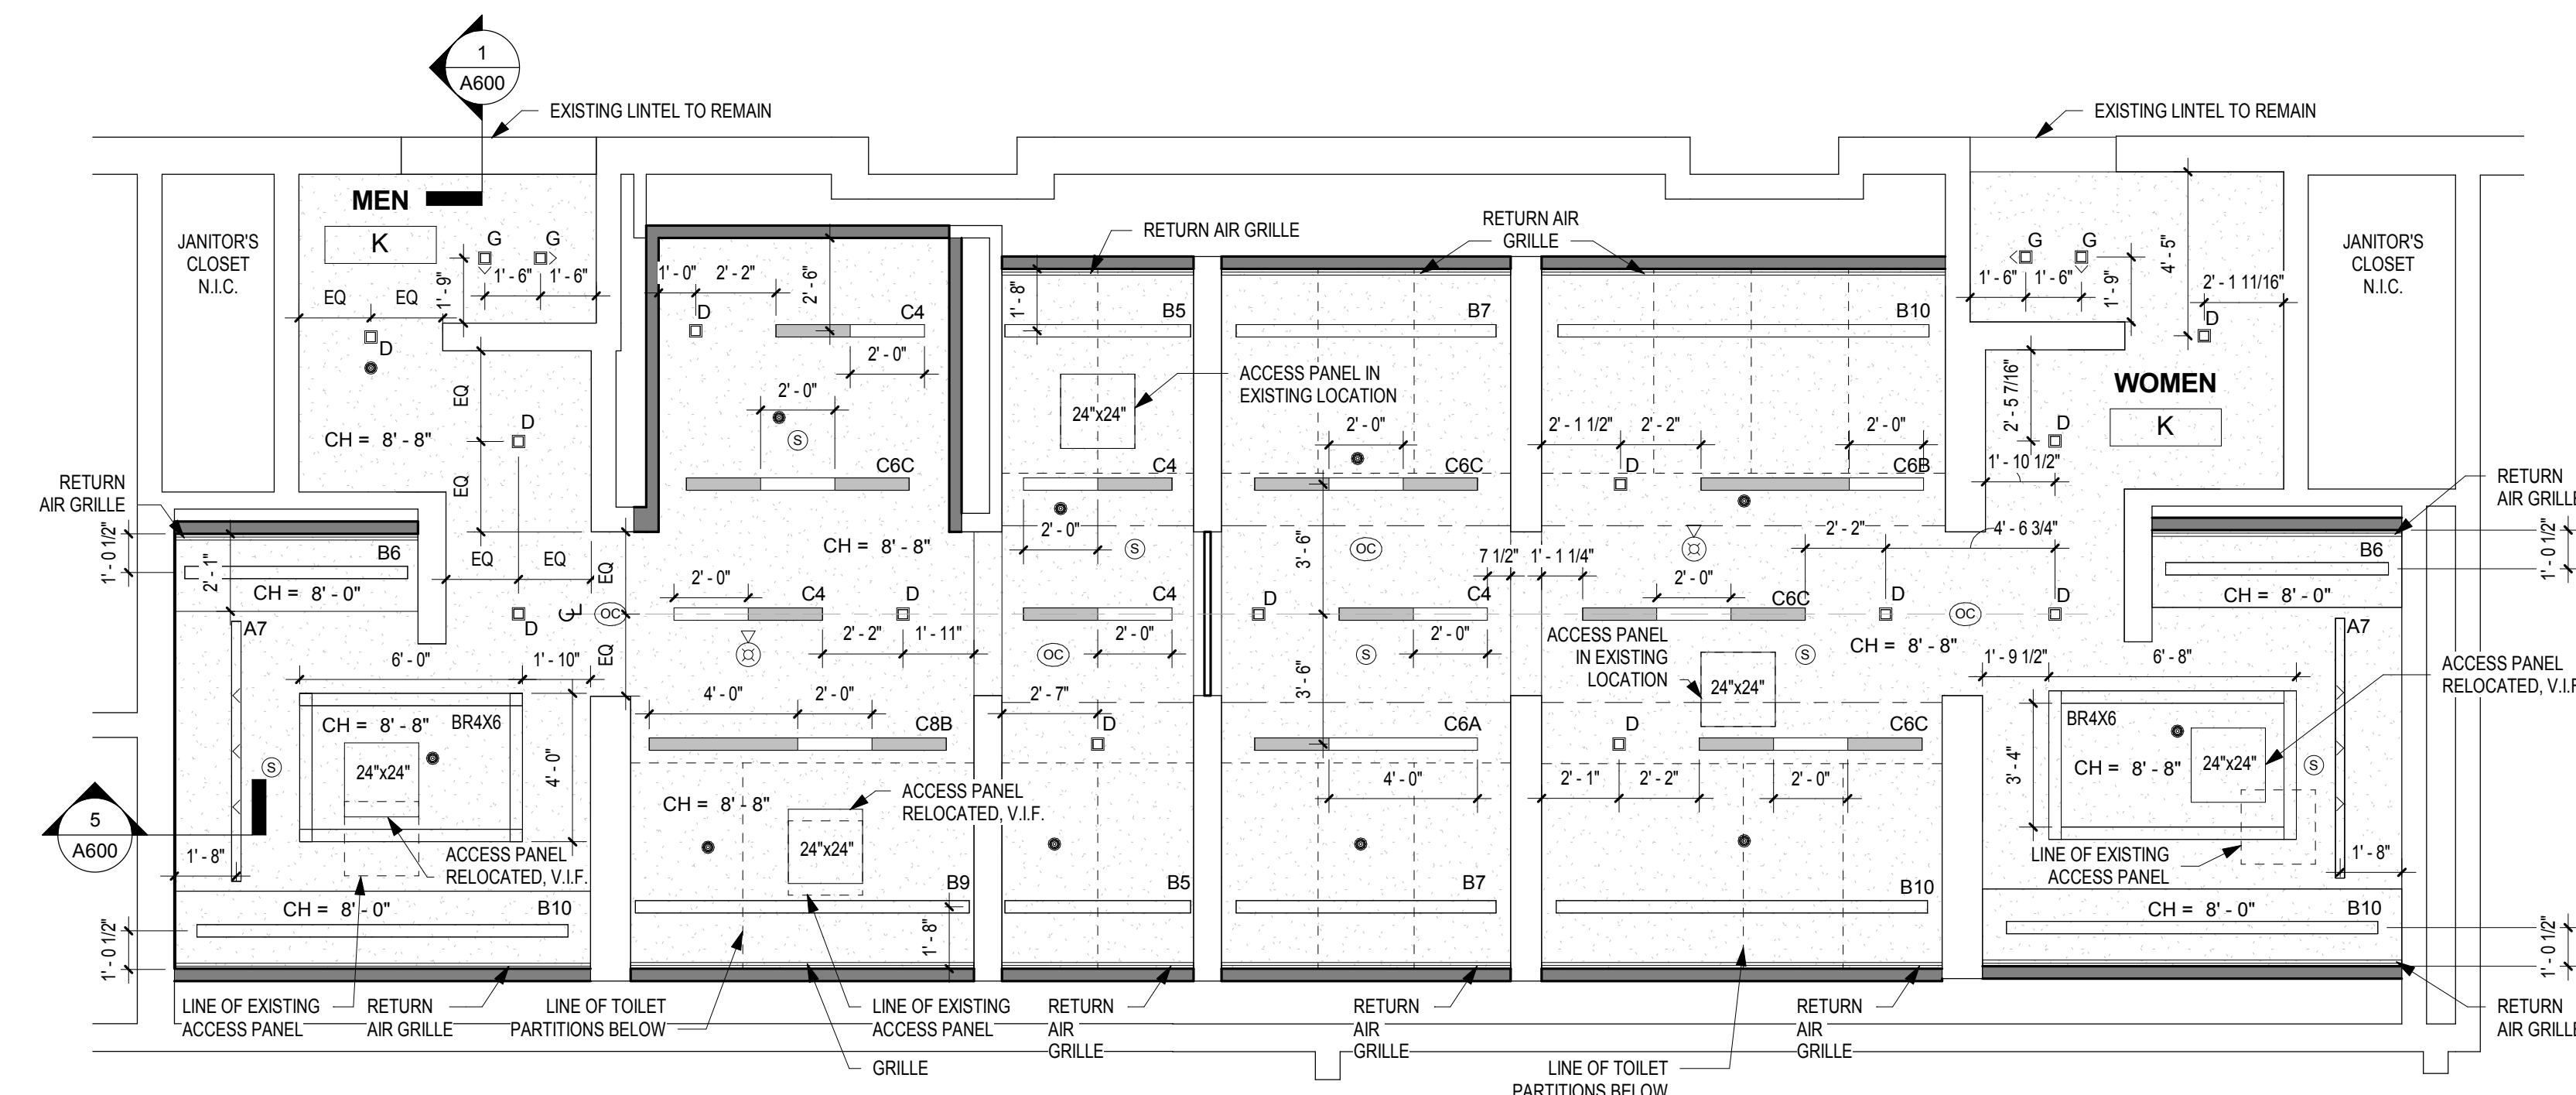 1
A600
EXISTING LINTEL TO REMAIN
EXISTING LINTEL TO REMAIN
MEN
K
JANITOR'S
CLOSET
N.I.C.
G
G
1' - 6"
1' - 6"
1' - 9"
EQ
EQ
D
EQ
EQ
D
CH = 8' - 8"
RETURN
AIR GRILLE
1' - 0 1/2"
2' - 1"
B6
CH = 8' - 0"
EQ
EQ
D
EQ
EQ
CL
OC
A7
6' - 0"
1' - 10"
CH = 8' - 8"
BR4X6
24"x24"
4' - 0"
S
5
A600
1' - 8"
ACCESS PANEL
RELOCATED, V.I.F.
CH = 8' - 0"
B10
1' - 0 1/2"
LINE OF EXISTING
ACCESS PANEL
RETURN
AIR GRILLE
LINE OF TOILET
PARTITIONS BELOW
1' - 0"
2' - 2"
2' - 6"
D
C4
2' - 0"
2' - 0"
S
C6C
CH = 8' - 8"
2' - 0"
C4
D
2' - 2"
1' - 11"
4' - 0"
2' - 0"
C8B
CH = 8' - 8"
24"x24"
ACCESS PANEL
RELOCATED, V.I.F.
B9
1' - 8"
LINE OF EXISTING
ACCESS PANEL
GRILLE
RETURN AIR GRILLE
RETURN AIR
GRILLE
1' - 8"
B5
24"x24"
ACCESS PANEL IN
EXISTING LOCATION
C4
2' - 0"
S
C4
OC
2' - 0"
2' - 7"
D
B5
RETURN
AIR
GRILLE
B7
2' - 0"
C6C
OC
3' - 6"
7 1/2"
1' - 1 1/4"
D
C4
S
2' - 0"
3' - 6"
C6A
4' - 0"
B7
RETURN
AIR
GRILLE
B10
2' - 1 1/2"
2' - 2"
2' - 0"
D
C6B
2' - 2"
4' - 6 3/4"
2' - 0"
C6C
D
OC
D
ACCESS PANEL
IN EXISTING
LOCATION
24"x24"
S
CH = 8' - 8"
D
C6C
2' - 1"
2' - 2"
2' - 0"
B10
RETURN
AIR
GRILLE
LINE OF TOILET
PARTITIONS BELOW
G
G
1' - 6"
1' - 6"
1' - 9"
4' - 5"
2' - 1 11/16"
D
JANITOR'S
CLOSET
N.I.C.
WOMEN
K
2' - 5 7/16"
D
1' - 10 1/2"
RETURN
B6
CH = 8' - 0"
1' - 0 1/2"
A7
1' - 9 1/2"
6' - 8"
ACCESS PANEL
BR4X6
CH = 8' - 8"
24"x24"
3' - 4"
S
LINE OF EXISTING
ACCESS PANEL
1' - 8"
CH = 8' - 0"
B10
1' - 0 1/2"
RETURN